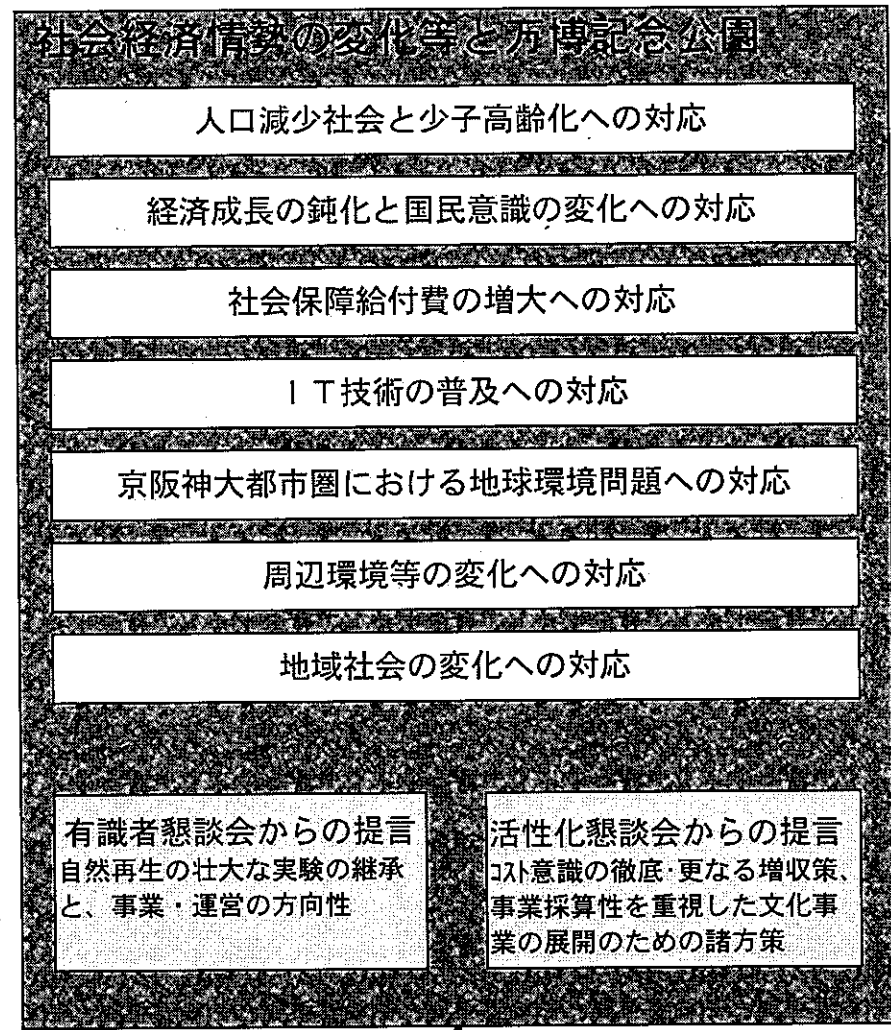 社会経済情勢の変化等と万博記念公園
人口減少社会と少子高齢化への対応
経済成長の鈍化と国民意識の変化への対応
社会保障給付費の増大への対応
ＩＴ技術の普及への対応
京阪神大都市圏における地球環境問題への対応
周辺環境等の変化への対応
地域社会の変化への対応
有識者懇談会からの提言
自然再生の壮大な実験の継承
と、事業・運営の方向性
活性化懇談会からの提言
ｺｽﾄ意識の徹底･更なる増収策、
事業採算性を重視した文化事
業の展開のための諸方策